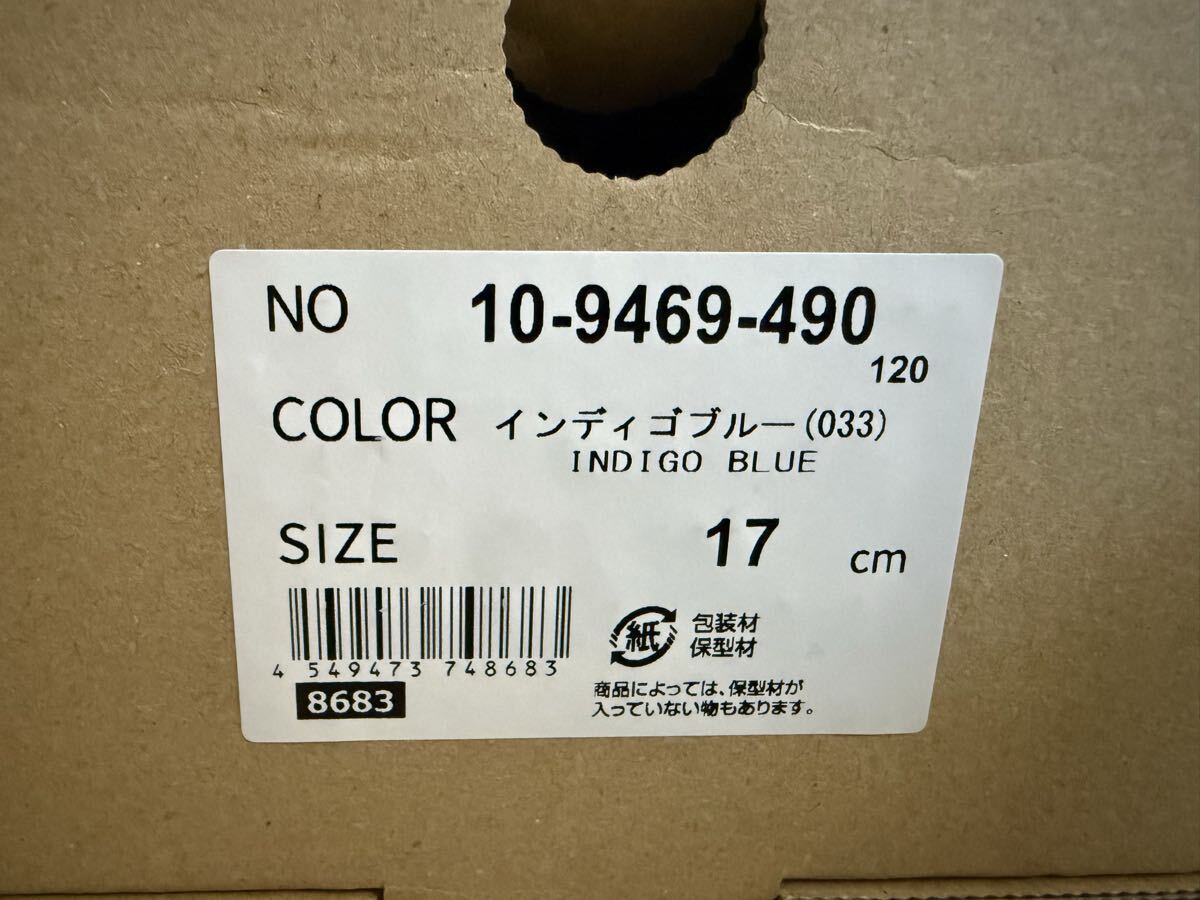 NO 10-9469-490
120
COLOR インディゴブルー(033)
INDIGO BLUE
SIZE 17 cm
4 549473 748683
8683
紙 包装材
保型材
商品によっては、保型材が
入っていない物もあります。